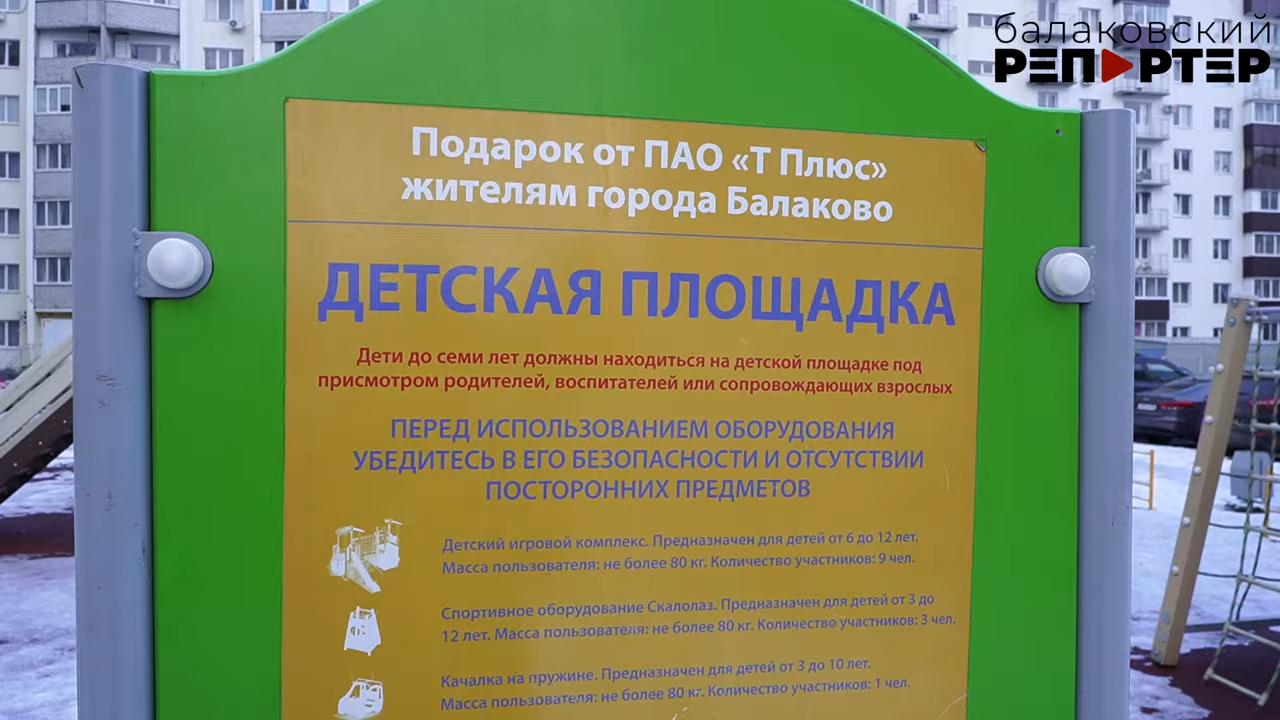 балаковский
РЕПОРТЕР
Подарок от ПАО «Т Плюс»
жителям города Балаково
ДЕТСКАЯ ПЛОЩАДКА
Дети до семи лет должны находиться на детской площадке под
присмотром родителей, воспитателей или сопровождающих взрослых
ПЕРЕД ИСПОЛЬЗОВАНИЕМ ОБОРУДОВАНИЯ
УБЕДИТЕСЬ В ЕГО БЕЗОПАСНОСТИ И ОТСУТСТВИИ
ПОСТОРОННИХ ПРЕДМЕТОВ
Детский игровой комплекс. Предназначен для детей от 6 до 12 лет.
Масса пользователя: не более 80 кг. Количество участников: 9 чел.
Спортивное оборудование Скалолаз. Предназначен для детей от 3 до
12 лет. Масса пользователя: не более 80 кг. Количество участников: 3 чел.
Качалка на пружине. Предназначен для детей от 3 до 10 лет.
Масса пользователя: не более 80 кг. Количество участников: 1 чел.